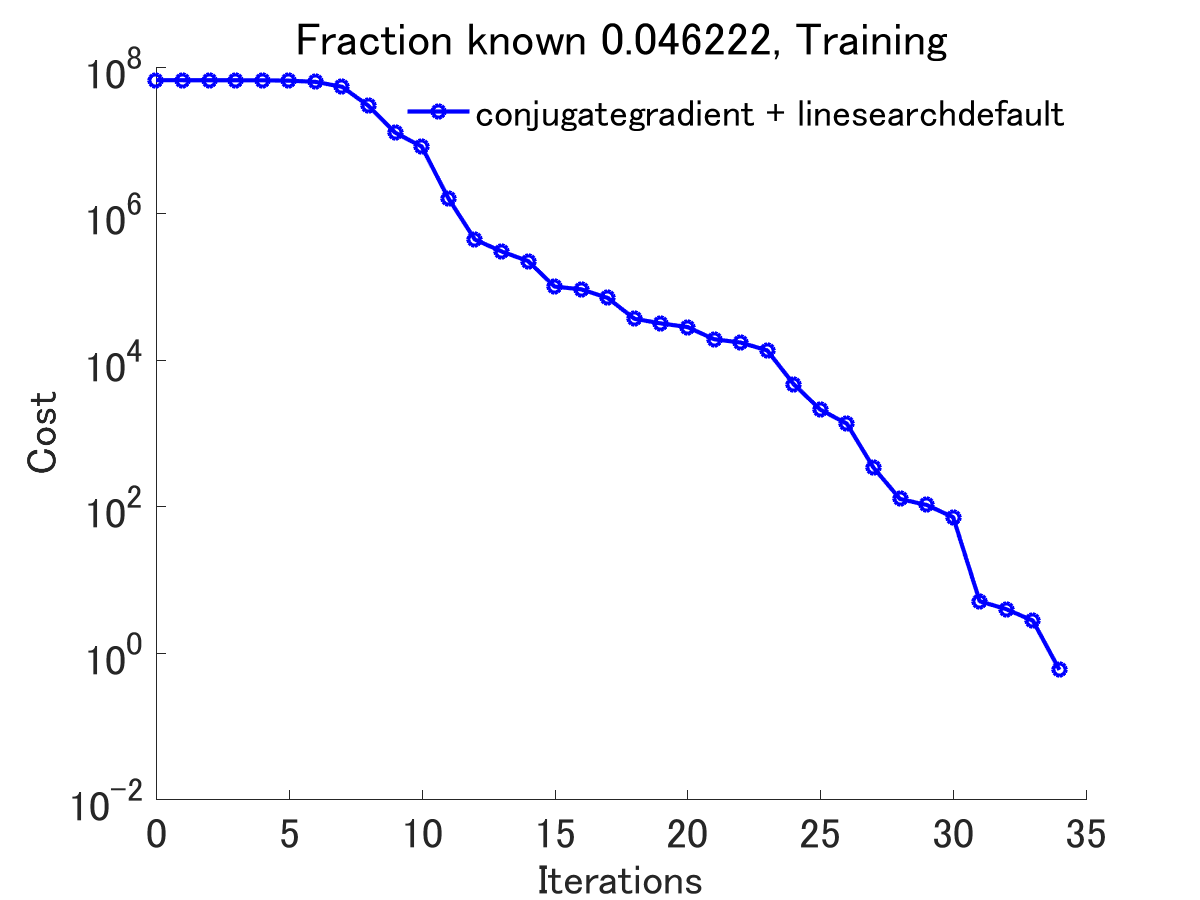 Fraction known 0.046222, Training
10^8
conjugategradient + linesearchdefault
10^6
10^4
Cost
10^2
10^0
10^-2
0 5 10 15 20 25 30 35
Iterations